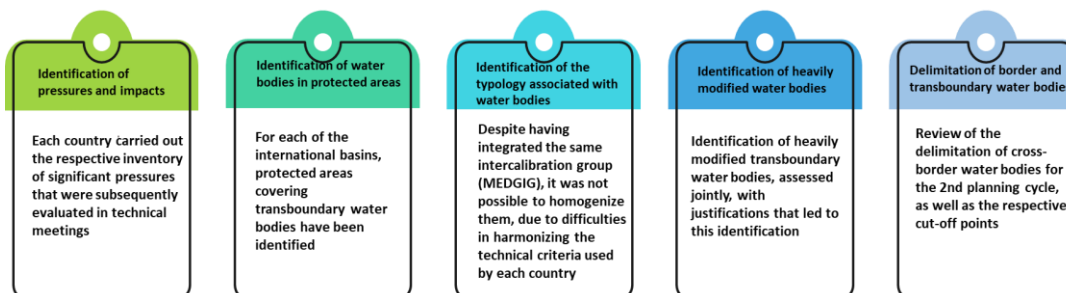 Identification of
pressures and impacts
Each country carried out
the respective inventory
of significant pressures
that were subsequently
evaluated in technical
meetings
Identification of water
bodies in protected areas
For each of the
international basins,
protected areas
covering
transboundary water
bodies have been
identified
Identification of the
typology associated with
water bodies
Despite having
integrated the same
intercalibration group
(MEDGIG), it was not
possible to homogenize
them, due to difficulties
in harmonizing the
technical criteria used
by each country
Identification of heavily
modified water bodies
Identification of heavily
modified transboundary
water bodies, assessed
jointly, with
justifications that led to
this identification
Delimitation of border and
transboundary water bodies
Review of the
delimitation of cross-
border water bodies for
the 2nd planning cycle,
as well as the respective
cut-off points